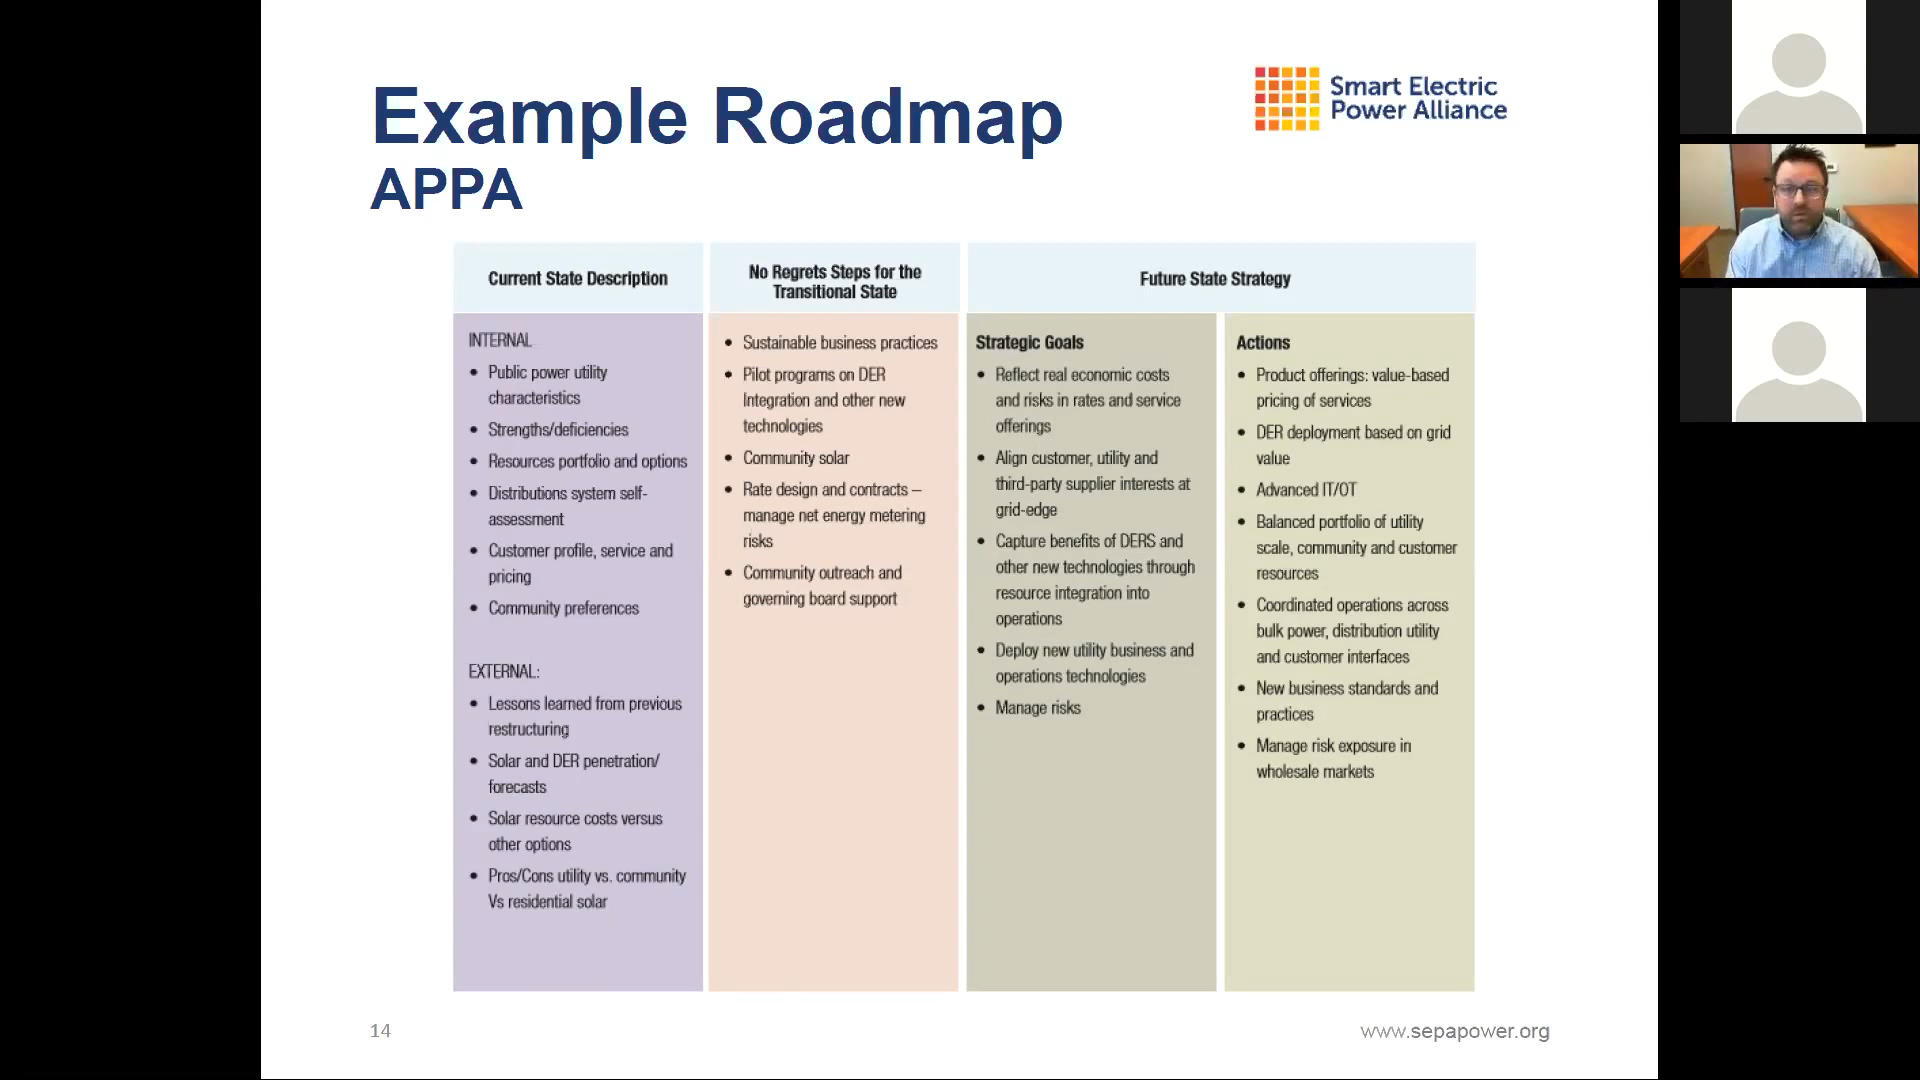 Example Roadmap
APPA
Smart Electric
Power Alliance
Current State Description
No Regrets Steps for the
Transitional State
Future State Strategy
INTERNAL
• Public power utility
characteristics
• Strengths/deficiencies
• Resources portfolio and options
• Distributions system self-
assessment
• Customer profile, service and
pricing
• Community preferences
EXTERNAL:
• Lessons learned from previous
restructuring
• Solar and DER penetration/
forecasts
• Solar resource costs versus
other options
• Pros/Cons utility vs. community
Vs residential solar
• Sustainable business practices
• Pilot programs on DER
Integration and other new
technologies
• Community solar
• Rate design and contracts –
manage net energy metering
risks
• Community outreach and
governing board support
Strategic Goals
• Reflect real economic costs
and risks in rates and service
offerings
• Align customer, utility and
third-party supplier interests at
grid-edge
• Capture benefits of DERS and
other new technologies through
resource integration into
operations
• Deploy new utility business and
operations technologies
• Manage risks
Actions
• Product offerings: value-based
pricing of services
• DER deployment based on grid
value
• Advanced IT/OT
• Balanced portfolio of utility
scale, community and customer
resources
• Coordinated operations across
bulk power, distribution utility
and customer interfaces
• New business standards and
practices
• Manage risk exposure in
wholesale markets
14
www.sepapower.org